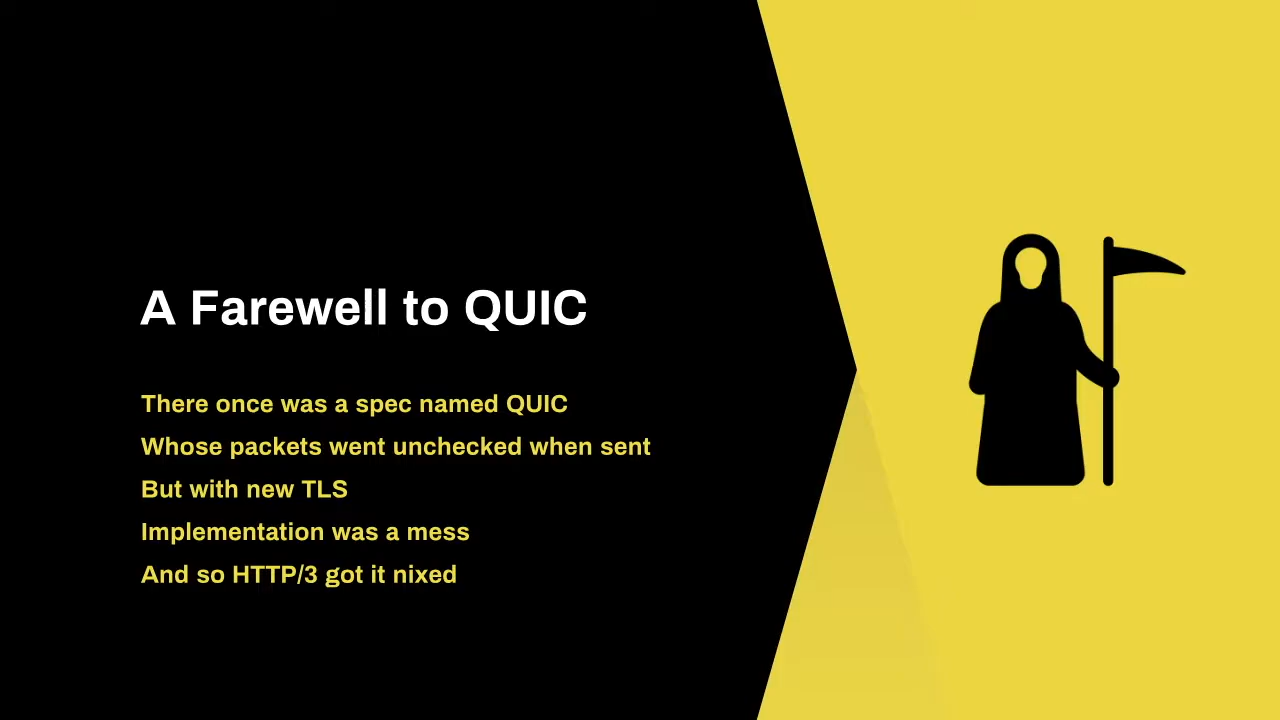 A Farewell to QUIC
There once was a spec named QUIC
Whose packets went unchecked when sent
But with new TLS
Implementation was a mess
And so HTTP/3 got it nixed